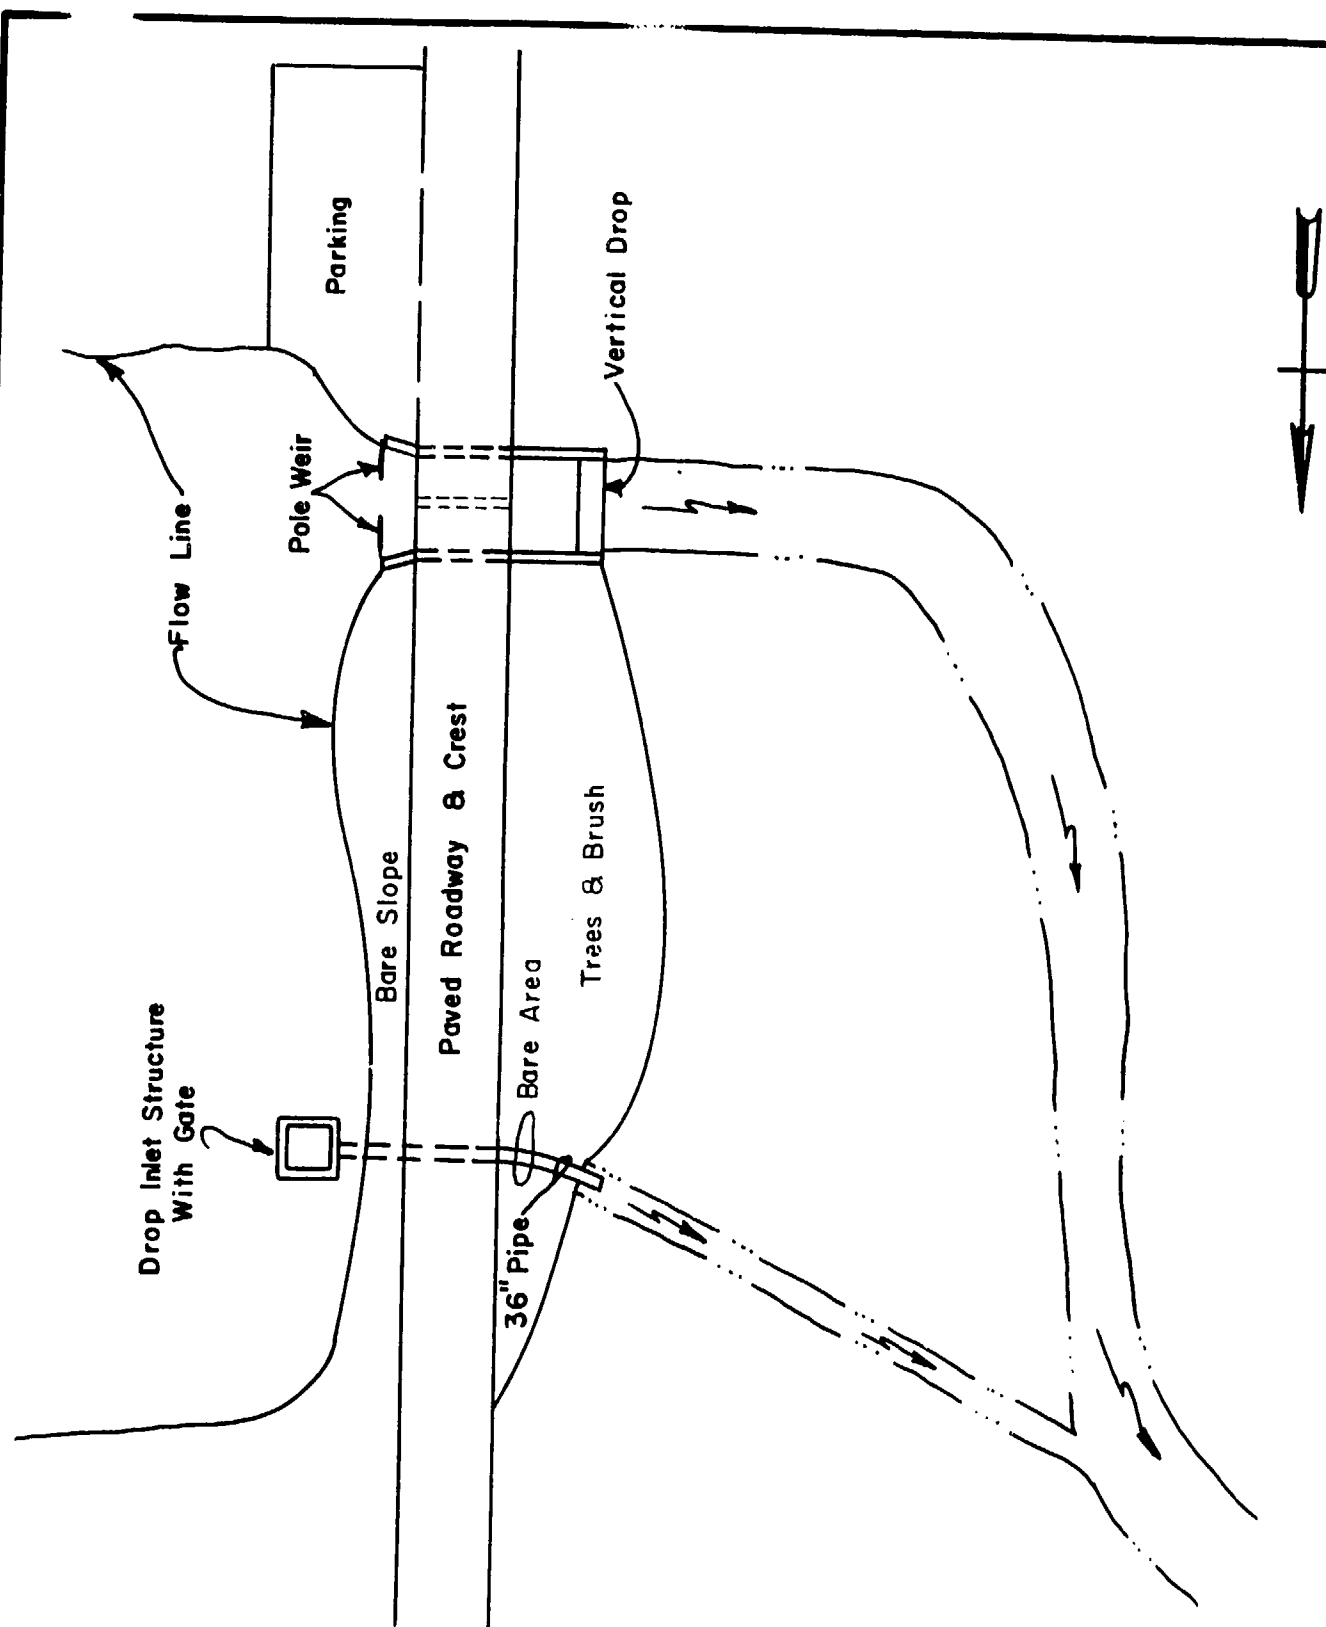 Parking
Vertical Drop
Pole Weir
Flow Line
Paved Roadway & Crest
Bare Slope
Trees & Brush
Bare Area
Drop Inlet Structure
With Gate
36" Pipe